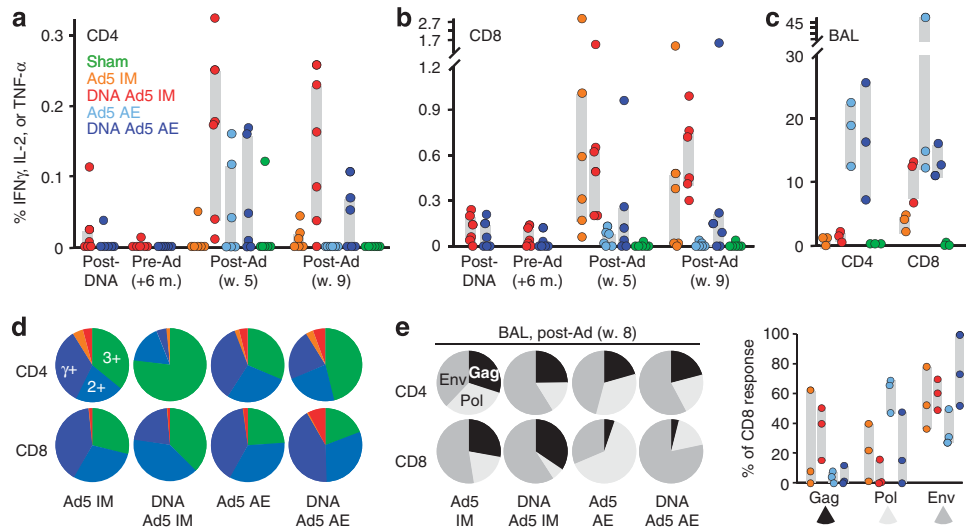 a
CD4
% IFNγ, IL-2, or TNF-α
0.3
0.2
0.1
0
Sham
Ad5 IM
DNA Ad5 IM
Ad5 AE
DNA Ad5 AE
Post-
DNA
Pre-Ad
(+6 m.)
Post-Ad
(w. 5)
Post-Ad
(w. 9)
b
CD8
2.7
1.7
1.2
0.9
0.6
0.3
0
Post-
DNA
Pre-Ad
(+6 m.)
Post-Ad
(w. 5)
Post-Ad
(w. 9)
c
BAL
45
30
20
10
0
CD4
CD8
d
CD4
γ+
3+
2+
CD8
Ad5 IM
DNA
Ad5 IM
Ad5 AE
DNA
Ad5 AE
e
BAL, post-Ad (w. 8)
CD4
Env
Gag
Pol
CD8
Ad5
IM
DNA
Ad5 IM
Ad5
AE
DNA
Ad5 AE
% of CD8 response
100
80
60
40
20
0
Gag
Pol
Env